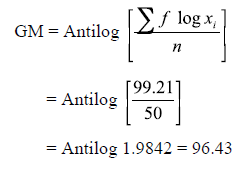 GM = Antilog [ ∑ f log xᵢ / n ]
= Antilog [ 99.21 / 50 ]
= Antilog 1.9842 = 96.43